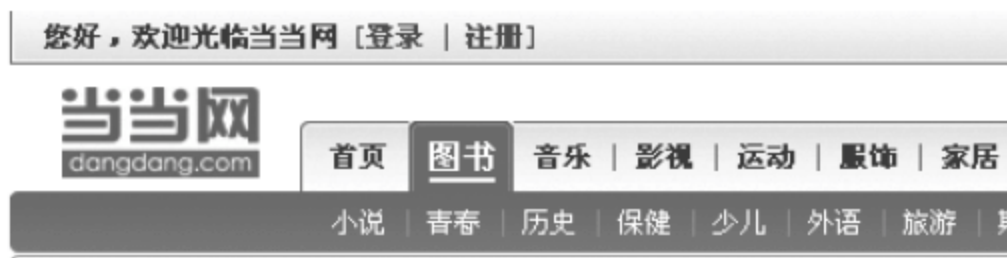 您好，欢迎光临当当网 [登录 | 注册]
当当网
dangdang.com
首页 图书 音乐 | 影视 | 运动 | 服饰 | 家居
小说 | 青春 | 历史 | 保健 | 少儿 | 外语 | 旅游 |